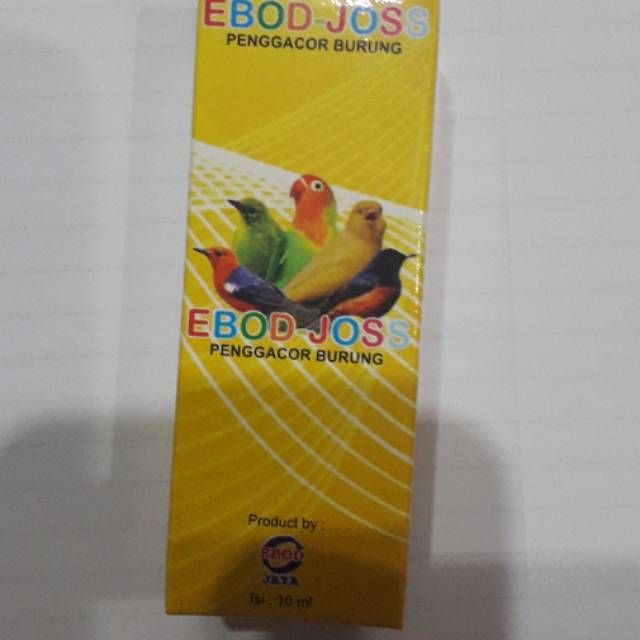 EBOD-JOSS
PENGGACOR BURUNG
EBOD-JOSS
PENGGACOR BURUNG
Product by :
EBOD
JAYA
Isi : 10 ml